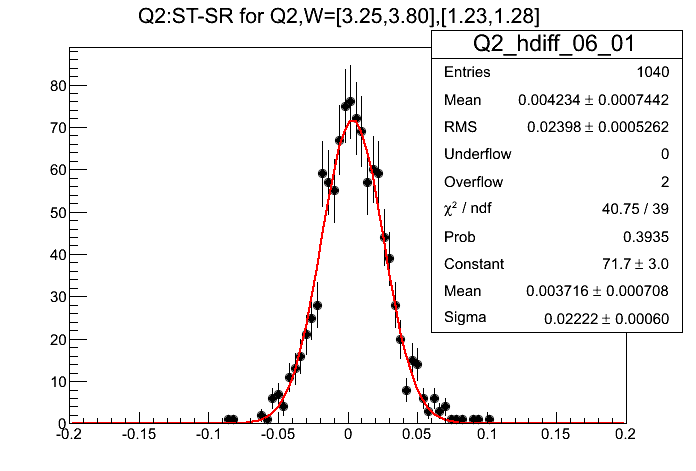 Q2:ST-SR for Q2,W=[3.25,3.80],[1.23,1.28]
Q2_hdiff_06_01
Entries 1040
Mean 0.004234 ± 0.0007442
RMS 0.02398 ± 0.0005262
Underflow 0
Overflow 2
χ² / ndf 40.75 / 39
Prob 0.3935
Constant 71.7 ± 3.0
Mean 0.003716 ± 0.000708
Sigma 0.02222 ± 0.00060
80
70
60
50
40
30
20
10
0
-0.2 -0.15 -0.1 -0.05 0 0.05 0.1 0.15 0.2